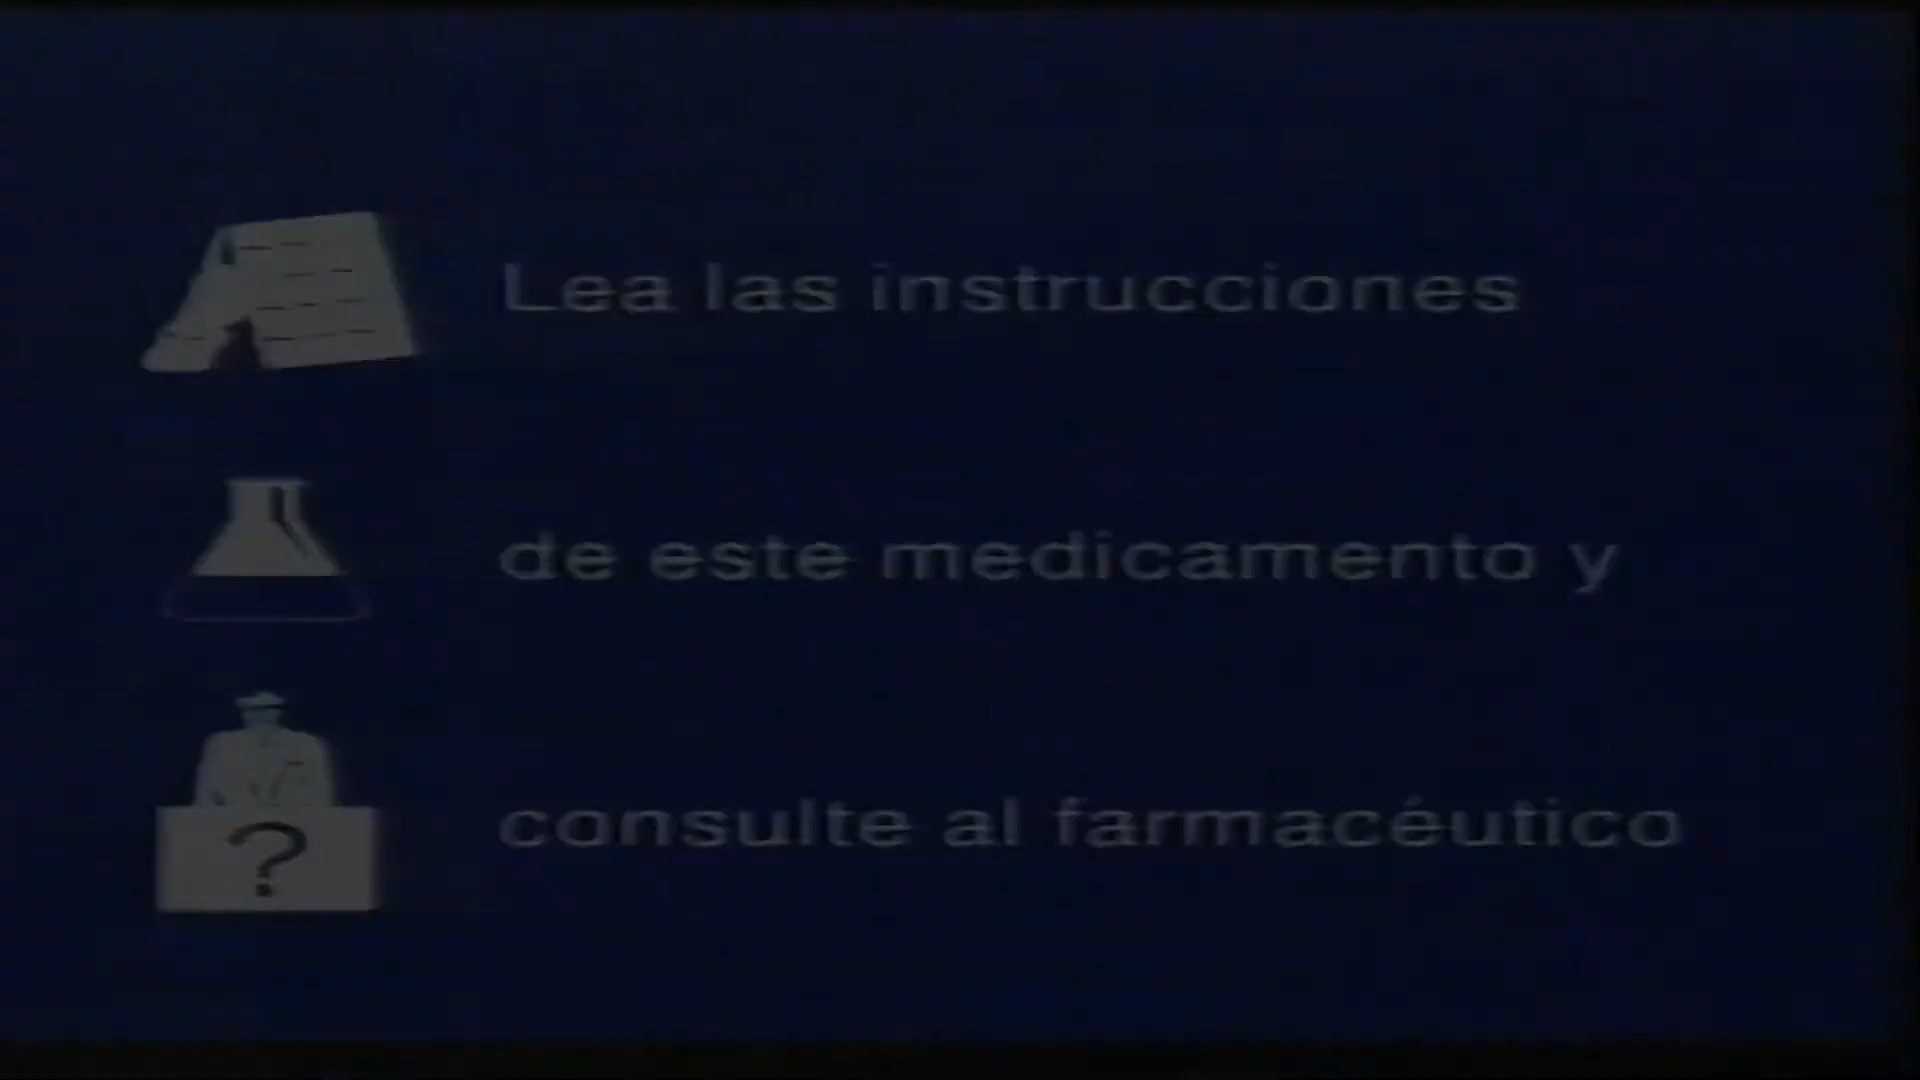 Lea las instrucciones
de este medicamento y
consulte al farmacéutico
?